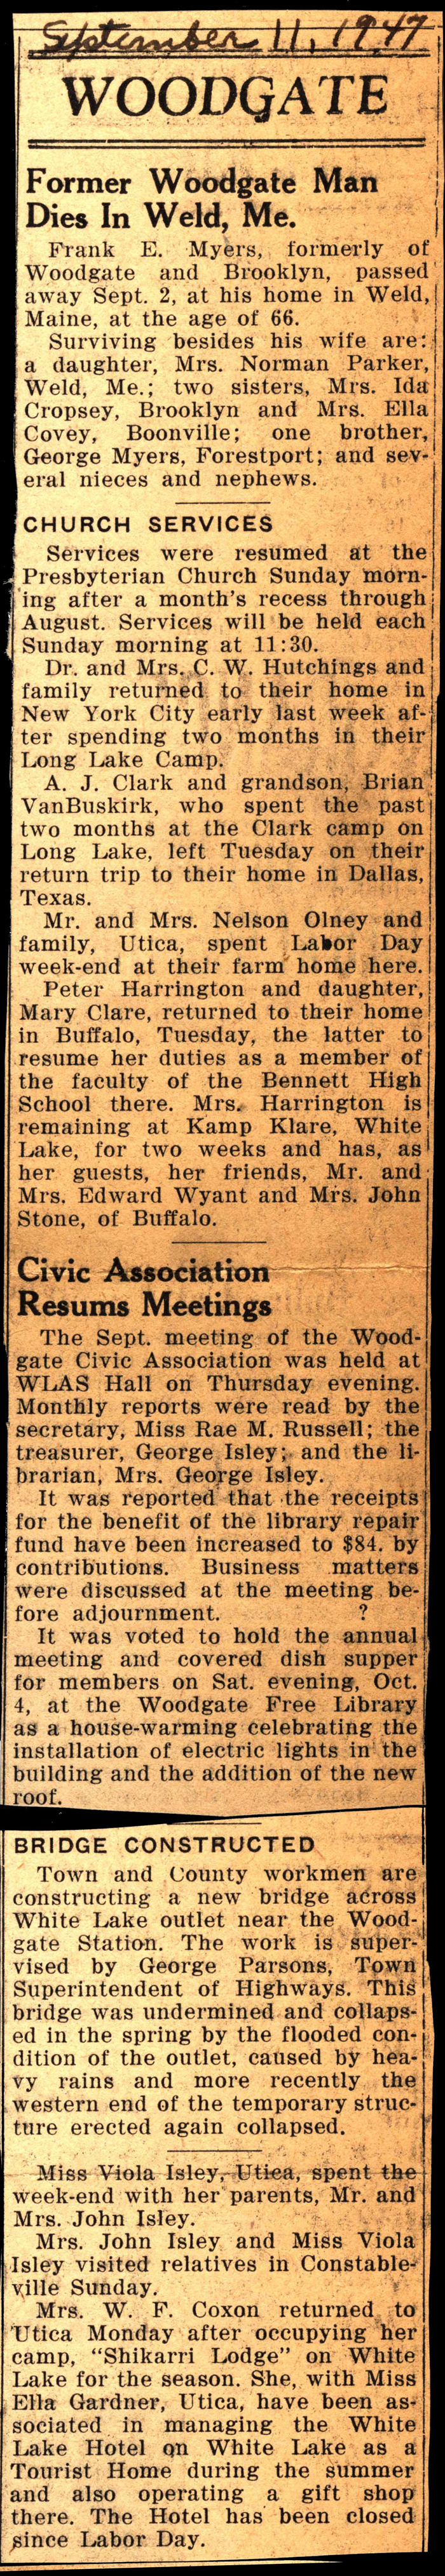 September 11, 1947
WOODGATE
Former Woodgate Man
Dies In Weld, Me.
Frank E. Myers, formerly of
Woodgate and Brooklyn, passed
away Sept. 2, at his home in Weld,
Maine, at the age of 66.
Surviving besides his wife are:
a daughter, Mrs. Norman Parker,
Weld, Me.; two sisters, Mrs. Ida
Cropsey, Brooklyn and Mrs. Ella
Covey, Boonville; one brother,
George Myers, Forestport; and sev-
eral nieces and nephews.
CHURCH SERVICES
Services were resumed at the
Presbyterian Church Sunday morn-
ing after a month's recess through
August. Services will be held each
Sunday morning at 11:30.
Dr. and Mrs. C. W. Hutchings and
family returned to their home in
New York City early last week af-
ter spending two months in their
Long Lake Camp.
A. J. Clark and grandson, Brian
VanBuskirk, who spent the past
two months at the Clark camp on
Long Lake, left Tuesday on their
return trip to their home in Dallas,
Texas.
Mr. and Mrs. Nelson Olney and
family, Utica, spent Labor Day
week-end at their farm home here.
Peter Harrington and daughter,
Mary Clare, returned to their home
in Buffalo, Tuesday, the latter to
resume her duties as a member of
the faculty of the Bennett High
School there. Mrs. Harrington is
remaining at Kamp Klare, White
Lake, for two weeks and has, as
her guests, her friends, Mr. and
Mrs. Edward Wyant and Mrs. John
Stone, of Buffalo.
Civic Association
Resums Meetings
The Sept. meeting of the Wood-
gate Civic Association was held at
WLAS Hall on Thursday evening.
Monthly reports were read by the
secretary, Miss Rae M. Russell; the
treasurer, George Isley; and the li-
brarian, Mrs. George Isley.
It was reported that the receipts
for the benefit of the library repair
fund have been increased to $84. by
contributions. Business matters
were discussed at the meeting be-
fore adjournment. ?
It was voted to hold the annual
meeting and covered dish supper
for members on Sat. evening, Oct.
4, at the Woodgate Free Library
as a house-warming celebrating the
installation of electric lights in the
building and the addition of the new
roof.
BRIDGE CONSTRUCTED
Town and County workmen are
constructing a new bridge across
White Lake outlet near the Wood-
gate Station. The work is super-
vised by George Parsons, Town
Superintendent of Highways. This
bridge was undermined and collaps-
ed in the spring by the flooded con-
dition of the outlet, caused by hea-
vy rains and more recently the
western end of the temporary struc-
ture erected again collapsed.
Miss Viola Isley, Utica, spent the
week-end with her parents, Mr. and
Mrs. John Isley.
Mrs. John Isley and Miss Viola
Isley visited relatives in Constable-
ville Sunday.
Mrs. W. F. Coxon returned to
Utica Monday after occupying her
camp, "Shikarri Lodge" on White
Lake for the season. She, with Miss
Ella Gardner, Utica, have been as-
sociated in managing the White
Lake Hotel on White Lake as a
Tourist Home during the summer
and also operating a gift shop
there. The Hotel has been closed
since Labor Day.